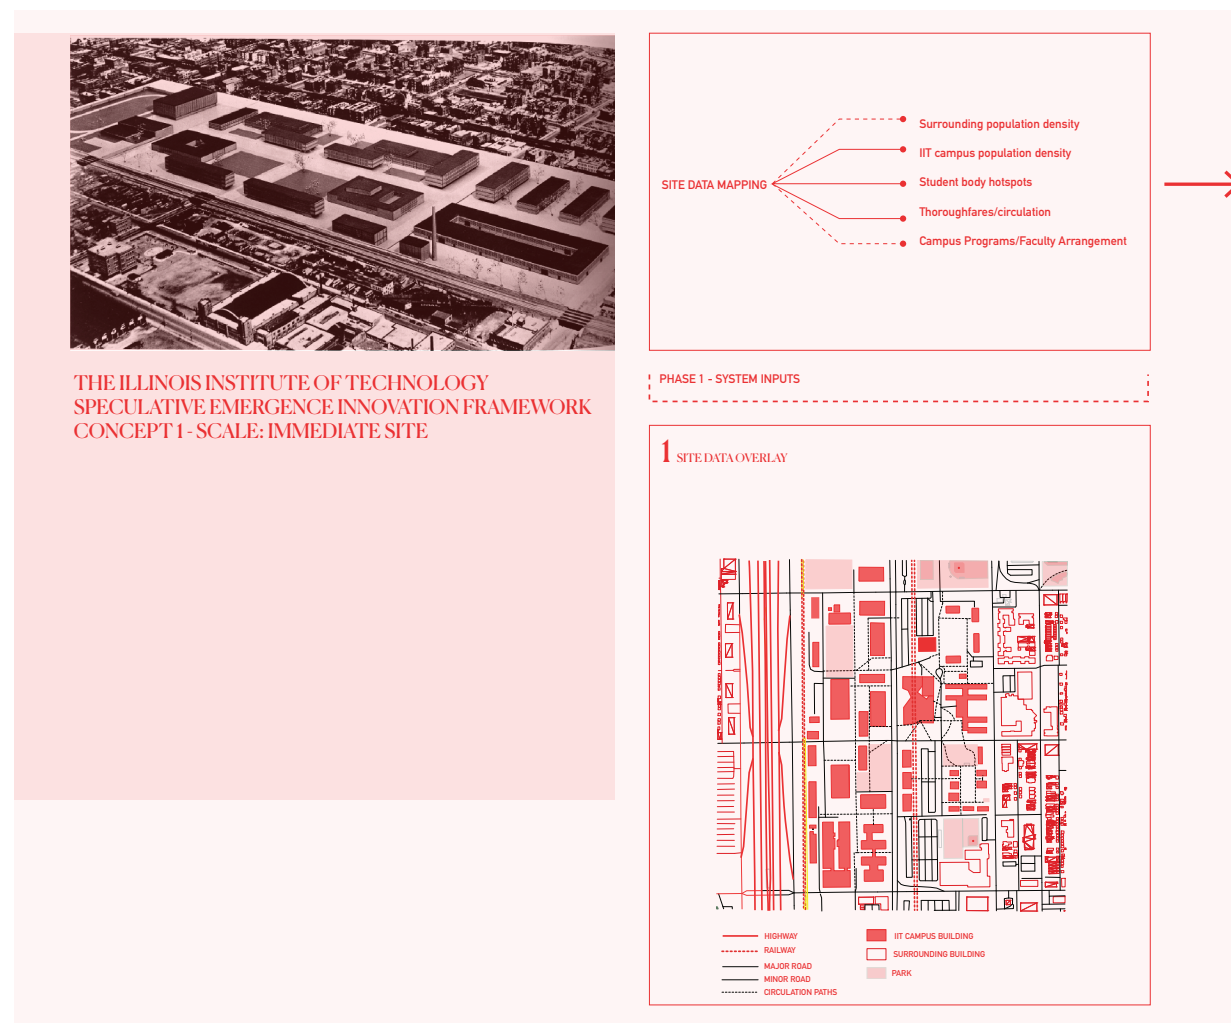 THE ILLINOIS INSTITUTE OF TECHNOLOGY
SPECULATIVE EMERGENCE INNOVATION FRAMEWORK
CONCEPT 1 - SCALE: IMMEDIATE SITE
SITE DATA MAPPING
Surrounding population density
IIT campus population density
Student body hotspots
Thoroughfares/circulation
Campus Programs/Faculty Arrangement
PHASE 1 - SYSTEM INPUTS
1 SITE DATA OVERLAY
HIGHWAY
RAILWAY
MAJOR ROAD
MINOR ROAD
CIRCULATION PATHS
IIT CAMPUS BUILDING
SURROUNDING BUILDING
PARK